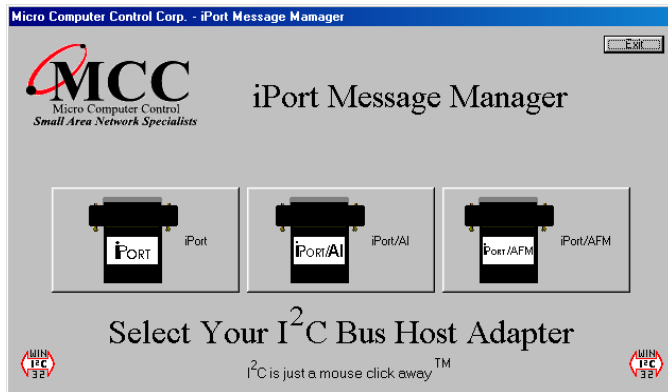 Micro Computer Control Corp. - iPort Message Mamager
Exit
MCC
Micro Computer Control
Small Area Network Specialists
iPort Message Manager
iPORT
iPort
iPORT/AI
iPort/AI
iPORT/AFM
iPort/AFM
Select Your I²C Bus Host Adapter
I²C is just a mouse click away™
WIN
I²C
32
WIN
I²C
32